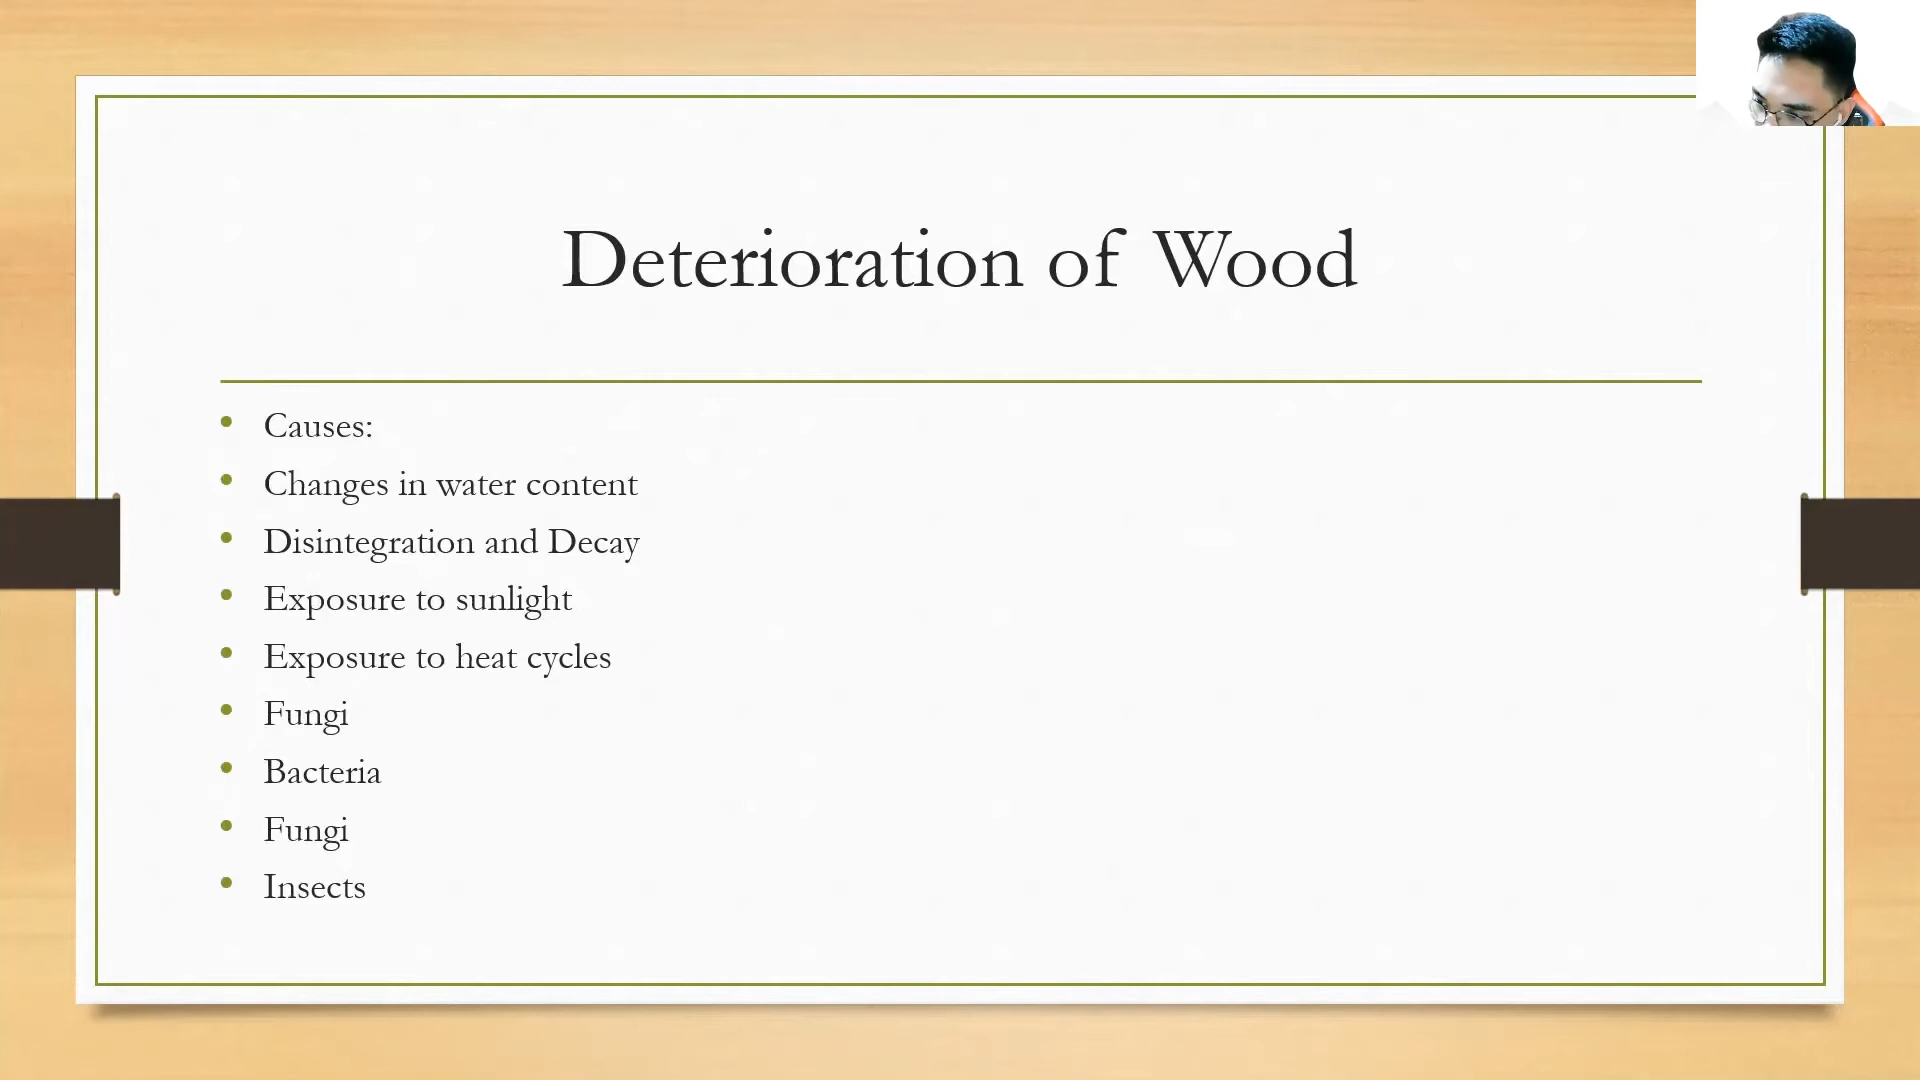 Deterioration of Wood
• Causes:
• Changes in water content
• Disintegration and Decay
• Exposure to sunlight
• Exposure to heat cycles
• Fungi
• Bacteria
• Fungi
• Insects